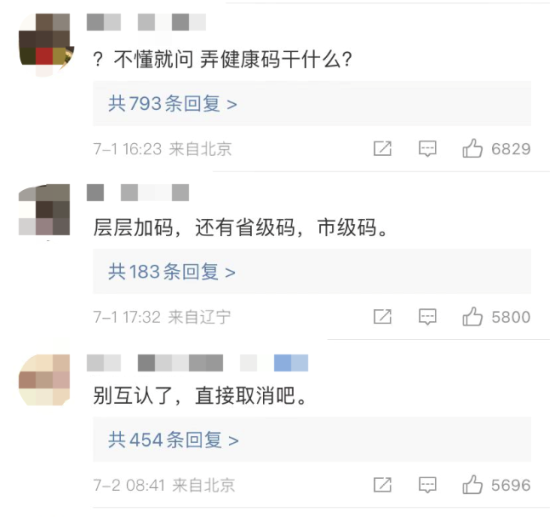 ？不懂就问 弄健康码干什么？
共793条回复 >
7-1 16:23 来自北京
6829
层层加码，还有省级码，市级码。
共183条回复 >
7-1 17:32 来自辽宁
5800
别互认了，直接取消吧。
共454条回复 >
7-2 08:41 来自北京
5696